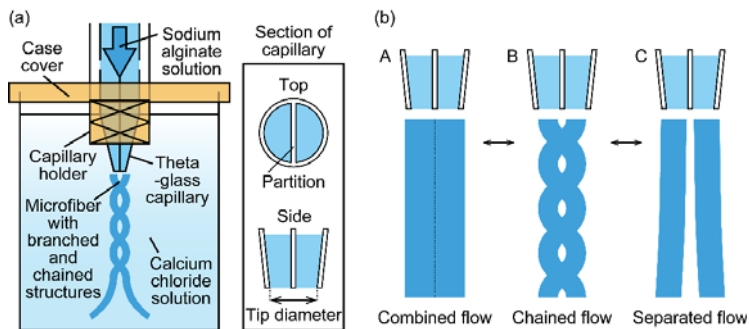 (a)
Case
cover
Sodium
alginate
solution
Capillary
holder
Theta
-glass
capillary
Microfiber
with
branched
and
chained
structures
Calcium
chloride
solution
Section of
capillary
Top
Partition
Side
Tip diameter
(b)
A
B
C
Combined flow
Chained flow
Separated flow